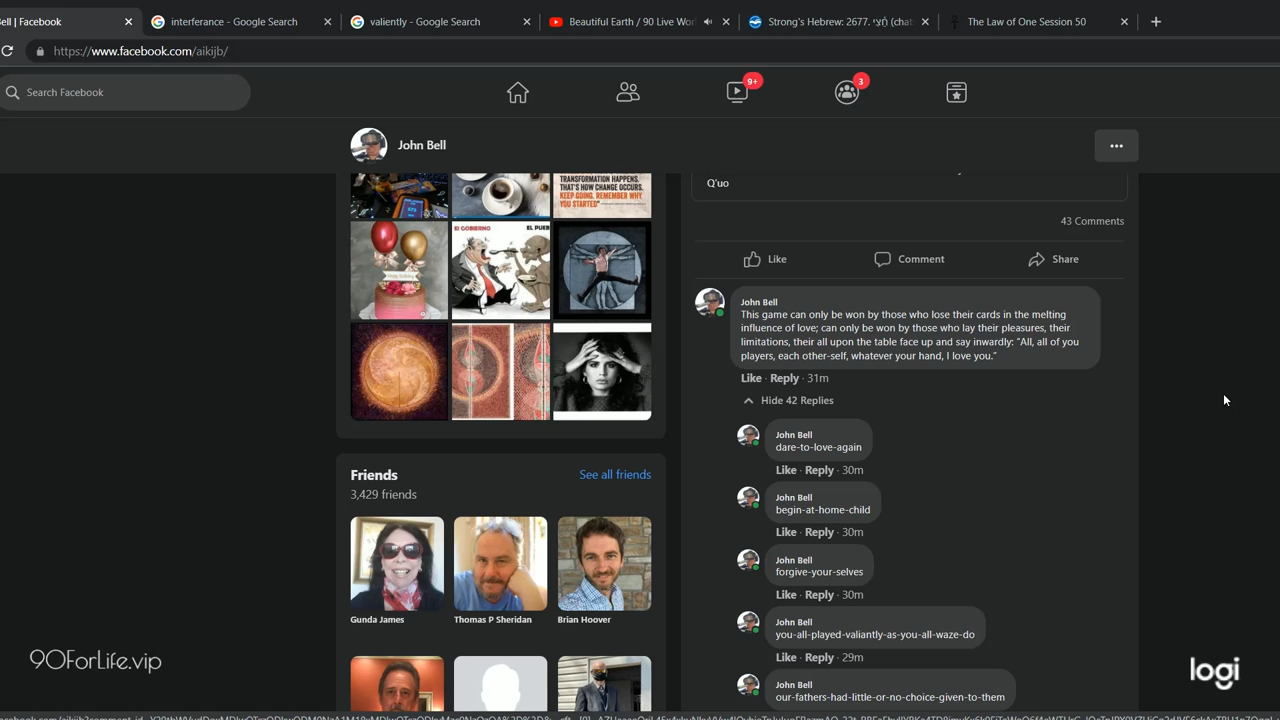 Bell | Facebook
interferance - Google Search
valiently - Google Search
Beautiful Earth / 90 Live Wor
Strong's Hebrew: 2677. חֲצִי (chat
The Law of One Session 50
https://www.facebook.com/aikijb/
Search Facebook
9+
3
John Bell
TRANSFORMATION
HAPPENS.
THAT'S HOW CHANGE OCCURS.
KEEP GOING. REMEMBER WHY
YOU STARTED"
EL GOBIERNO
EL PUEB
Friends
See all friends
3,429 friends
Gunda James
Thomas P Sheridan
Brian Hoover
Q'uo
43 Comments
Like
Comment
Share
John Bell
This game can only be won by those who lose their cards in the melting
influence of love; can only be won by those who lay their pleasures, their
limitations, their all upon the table face up and say inwardly: “All, all of you
players, each other-self, whatever your hand, I love you.”
Like · Reply · 31m
Hide 42 Replies
John Bell
dare-to-love-again
Like · Reply · 30m
John Bell
begin-at-home-child
Like · Reply · 30m
John Bell
forgive-your-selves
Like · Reply · 30m
John Bell
you-all-played-valiantly-as-you-all-waze-do
Like · Reply · 29m
John Bell
our-fathers-had-little-or-no-choice-given-to-them
90ForLife.vip
logi